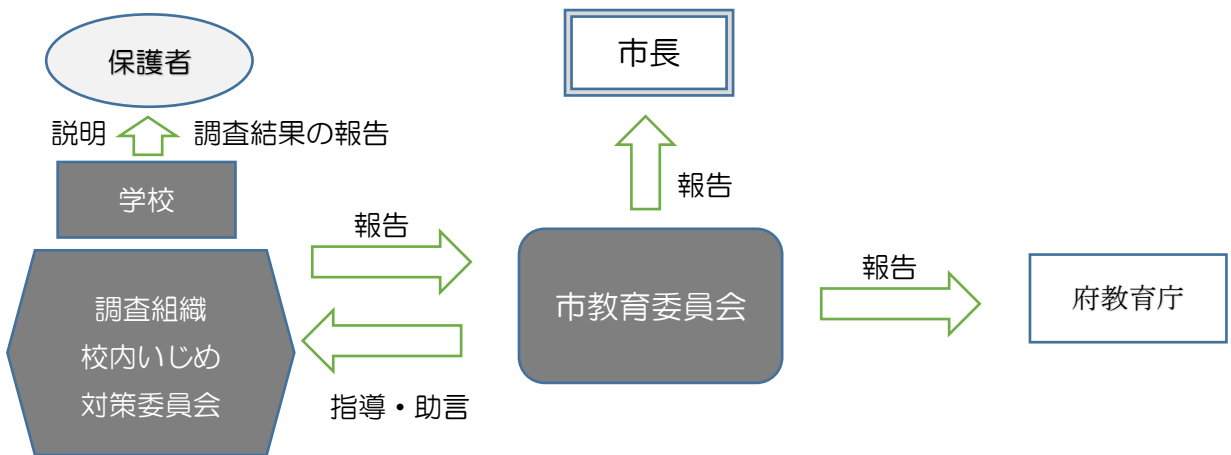 保護者
市長
説明
調査結果の報告
学校
報告
報告
市教育委員会
報告
府教育庁
調査組織
校内いじめ
対策委員会
指導・助言